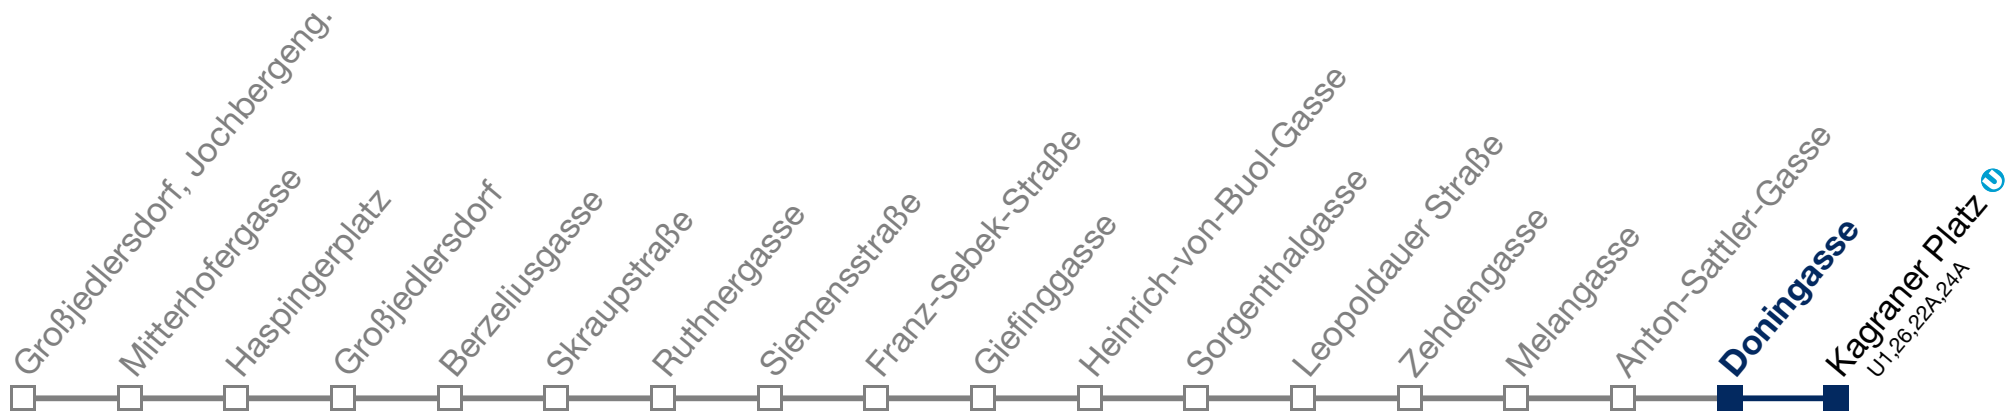 Großjedlersdorf, Jochbergeng.
Mitterhofergasse
Haspingerplatz
Großjedlersdorf
Berzeliusgasse
Skraupstraße
Ruthnergasse
Siemensstraße
Franz-Sebek-Straße
Giefinggasse
Heinrich-von-Buol-Gasse
Sorgenthalgasse
Leopoldauer Straße
Zehdengasse
Melangasse
Anton-Sattler-Gasse
Doningasse
Kagraner Platz U
U1,26,22A,24A